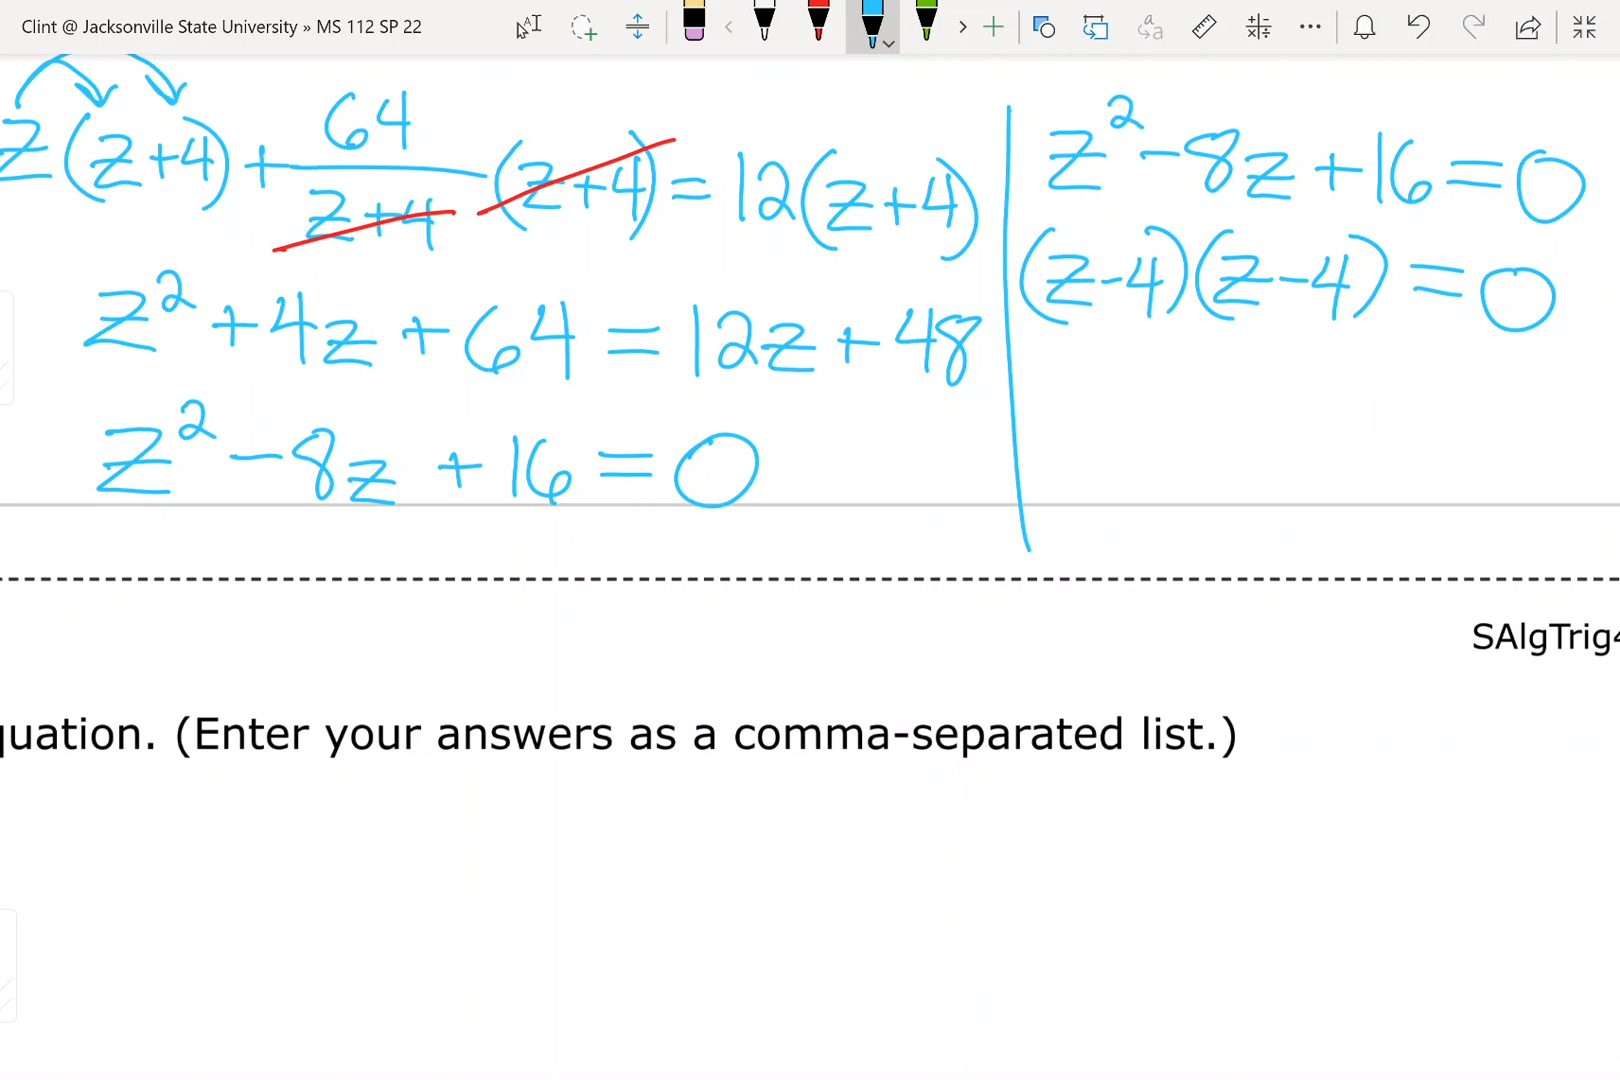 Clint @ Jacksonville State University » MS 112 SP 22
z(z+4)+64/(z+4)·(z+4)=12(z+4)
z²+4z+64=12z+48
z²-8z+16=0
z²-8z+16=0
(z-4)(z-4)=0
SAlgTrig4
quation. (Enter your answers as a comma-separated list.)